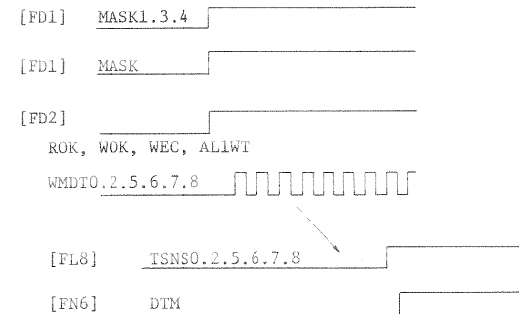 [FD1] MASK1.3.4
[FD1] MASK
[FD2]
ROK, WOK, WEC, AL1WT
WMDT0.2.5.6.7.8
[FL8] TSNS0.2.5.6.7.8
[FN6] DTM